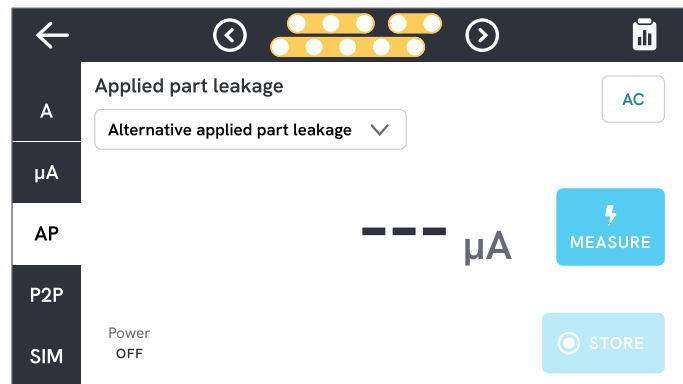 Applied part leakage
AC
Alternative applied part leakage
A
µA
AP
P2P
SIM
--- µA
MEASURE
Power
OFF
STORE